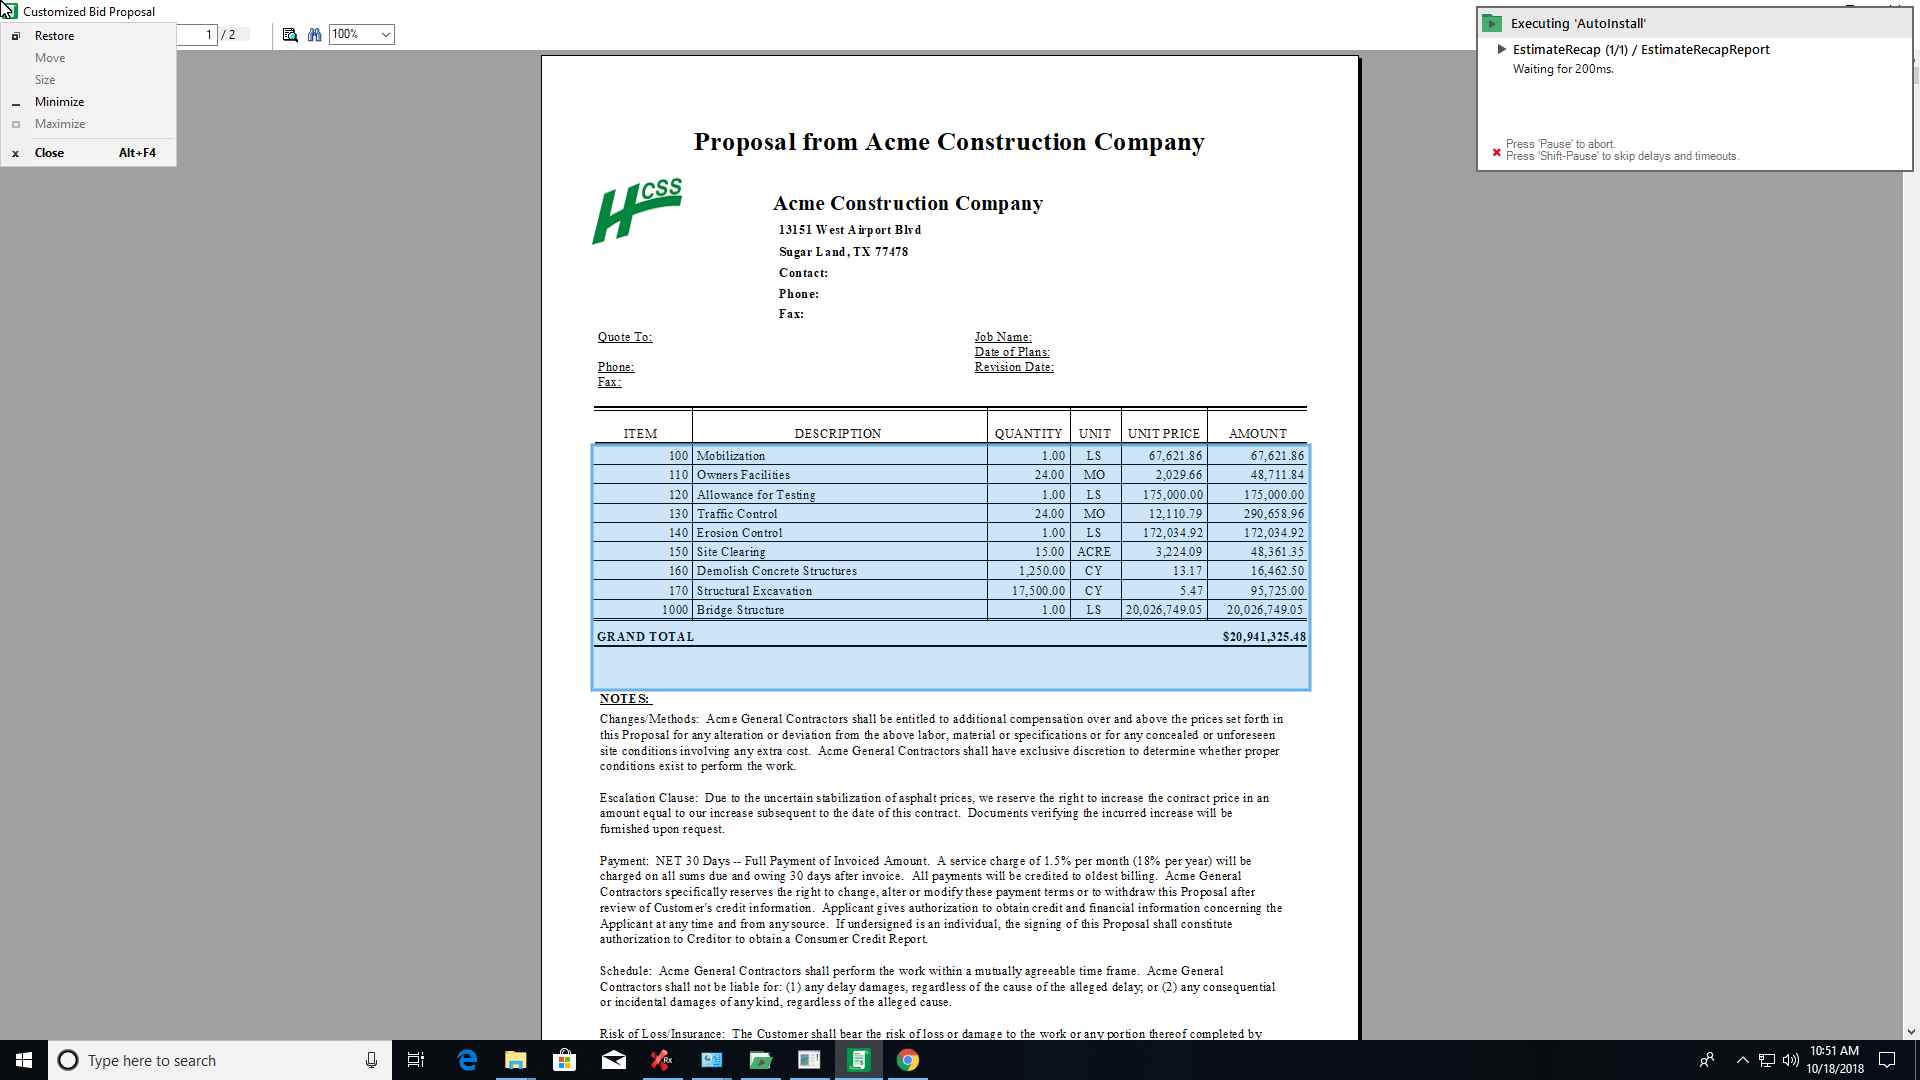 Customized Bid Proposal
Restore
Move
Size
Minimize
Maximize
Close Alt+F4
1 / 2
100%
Executing 'AutoInstall'
EstimateRecap (1/1) / EstimateRecapReport
Waiting for 200ms.
Press 'Pause' to abort.
Press 'Shift-Pause' to skip delays and timeouts.
Proposal from Acme Construction Company
HCSS
Acme Construction Company
13151 West Airport Blvd
Sugar Land, TX 77478
Contact:
Phone:
Fax:
Quote To:
Phone:
Fax:
Job Name:
Date of Plans:
Revision Date:
ITEM DESCRIPTION QUANTITY UNIT UNIT PRICE AMOUNT
100 Mobilization 1.00 LS 67,621.86 67,621.86
110 Owners Facilities 24.00 MO 2,029.66 48,711.84
120 Allowance for Testing 1.00 LS 175,000.00 175,000.00
130 Traffic Control 24.00 MO 12,110.79 290,658.96
140 Erosion Control 1.00 LS 172,034.92 172,034.92
150 Site Clearing 15.00 ACRE 3,224.09 48,361.35
160 Demolish Concrete Structures 1,250.00 CY 13.17 16,462.50
170 Structural Excavation 17,500.00 CY 5.47 95,725.00
1000 Bridge Structure 1.00 LS 20,026,749.05 20,026,749.05
GRAND TOTAL $20,941,325.48
NOTES:
Changes/Methods: Acme General Contractors shall be entitled to additional compensation over and above the prices set forth in
this Proposal for any alteration or deviation from the above labor, material or specifications or for any concealed or unforeseen
site conditions involving any extra cost. Acme General Contractors shall have exclusive discretion to determine whether proper
conditions exist to perform the work.
Escalation Clause: Due to the uncertain stabilization of asphalt prices, we reserve the right to increase the contract price in an
amount equal to our increase subsequent to the date of this contract. Documents verifying the incurred increase will be
furnished upon request.
Payment: NET 30 Days -- Full Payment of Invoiced Amount. A service charge of 1.5% per month (18% per year) will be
charged on all sums due and owing 30 days after invoice. All payments will be credited to oldest billing. Acme General
Contractors specifically reserves the right to change, alter or modify these payment terms or to withdraw this Proposal after
review of Customer's credit information. Applicant gives authorization to obtain credit and financial information concerning the
Applicant at any time and from any source. If undersigned is an individual, the signing of this Proposal shall constitute
authorization to Creditor to obtain a Consumer Credit Report.
Schedule: Acme General Contractors shall perform the work within a mutually agreeable time frame. Acme General
Contractors shall not be liable for: (1) any delay damages, regardless of the cause of the alleged delay; or (2) any consequential
or incidental damages of any kind, regardless of the alleged cause.
Risk of Loss/Insurance: The Customer shall bear the risk of loss or damage to the work or any portion thereof completed by
Type here to search
10:51 AM
10/18/2018